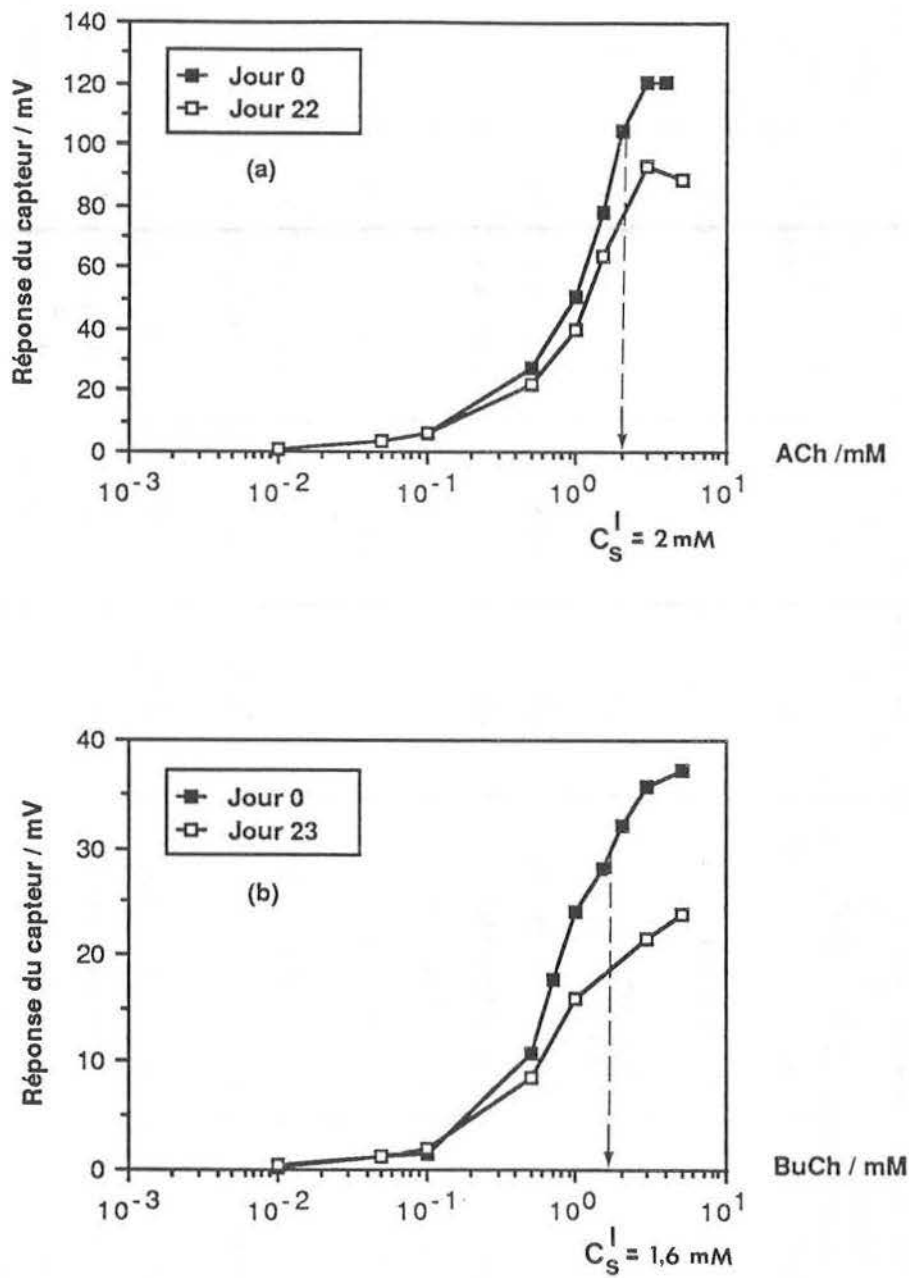 140
120
100
80
60
40
20
0
Réponse du capteur / mV
Jour 0
Jour 22
(a)
10⁻³ 10⁻² 10⁻¹ 10⁰ 10¹
ACh /mM
C_S^I = 2 mM
40
30
20
10
0
Réponse du capteur / mV
Jour 0
Jour 23
(b)
10⁻³ 10⁻² 10⁻¹ 10⁰ 10¹
BuCh / mM
C_S^I = 1,6 mM